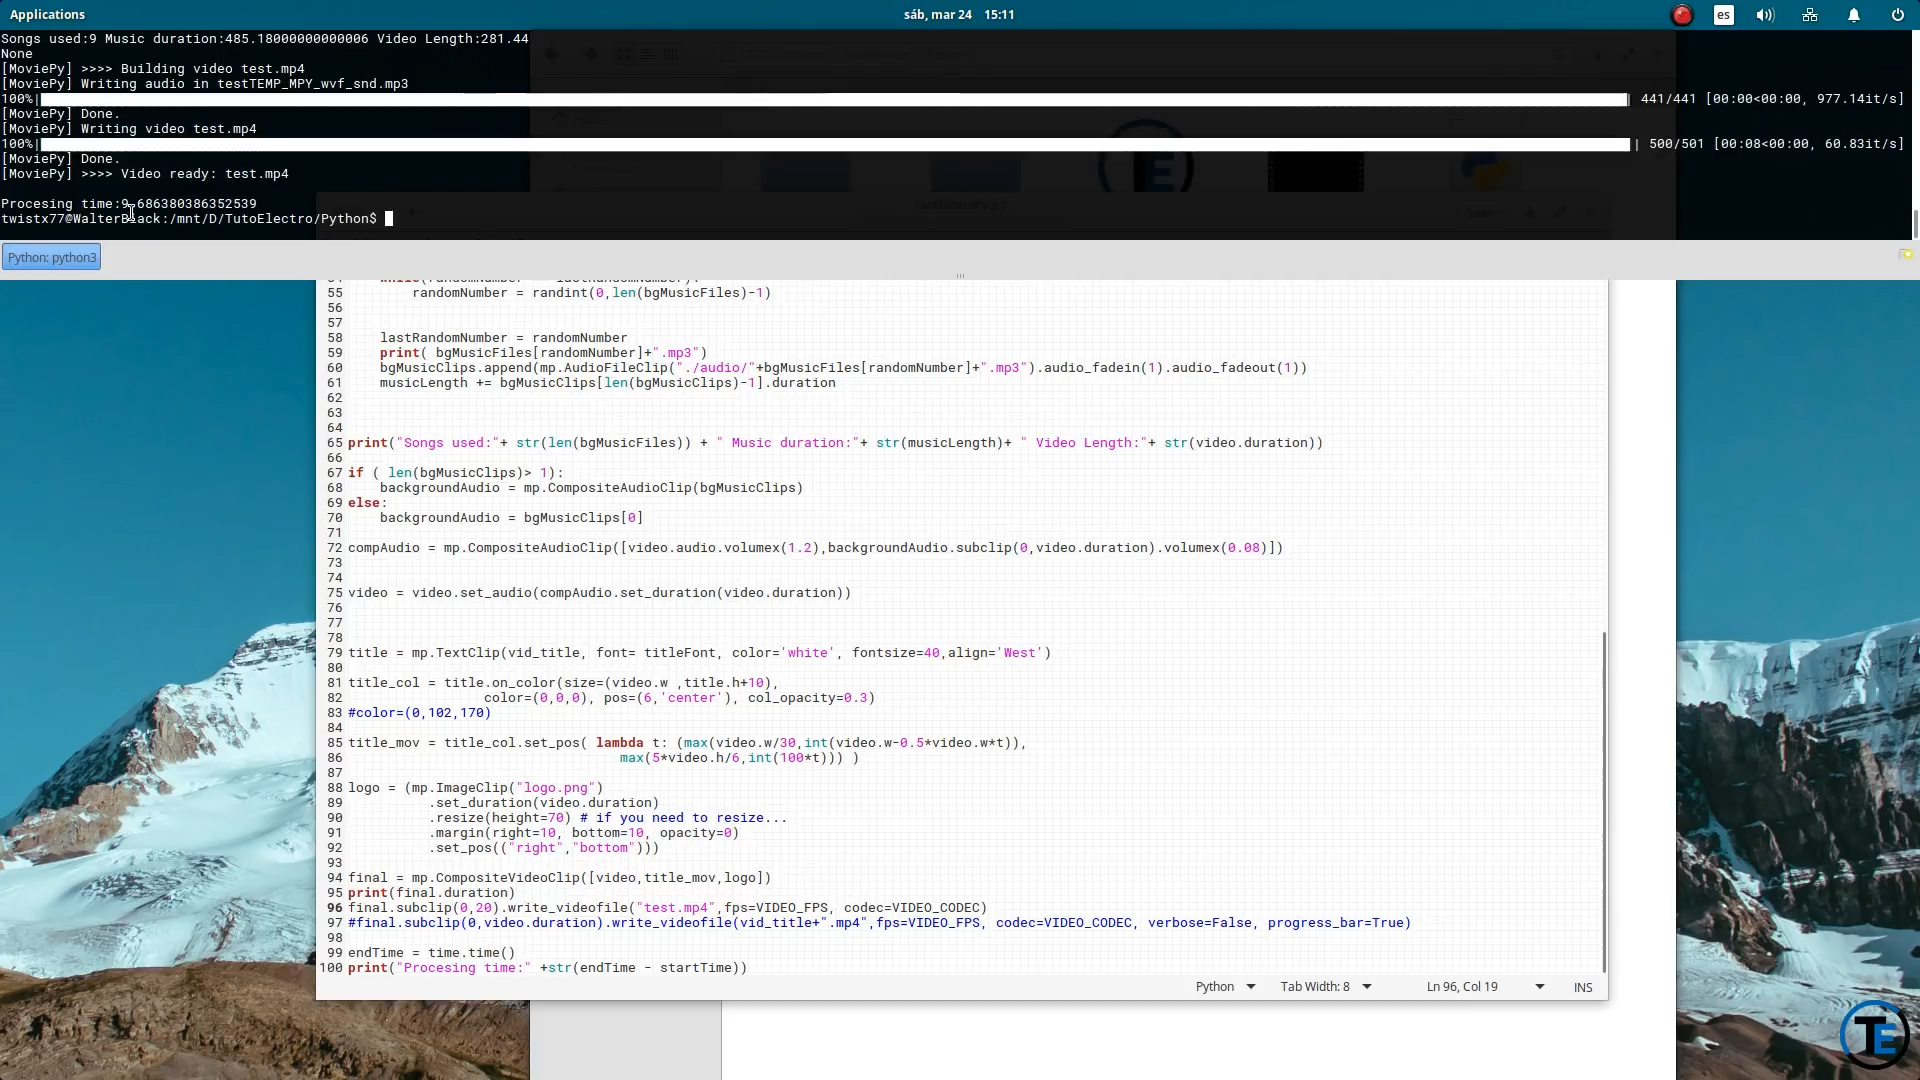 Applications
sáb, mar 24 15:11
es
Songs used:9 Music duration:485.18000000000006 Video Length:281.44
None
[MoviePy] >>>> Building video test.mp4
[MoviePy] Writing audio in testTEMP_MPY_wvf_snd.mp3
100%| | 441/441 [00:00<00:00, 977.14it/s]
[MoviePy] Done.
[MoviePy] Writing video test.mp4
100%| | 500/501 [00:08<00:00, 60.83it/s]
[MoviePy] Done.
[MoviePy] >>>> Video ready: test.mp4
Procesing time:9.686380386352539
twistx77@WalterBlack:/mnt/D/TutoElectro/Python$
Python: python3
55 randomNumber = randint(0,len(bgMusicFiles)-1)
56
57
58 lastRandomNumber = randomNumber
59 print( bgMusicFiles[randomNumber]+".mp3")
60 bgMusicClips.append(mp.AudioFileClip("./audio/"+bgMusicFiles[randomNumber]+".mp3").audio_fadein(1).audio_fadeout(1))
61 musicLength += bgMusicClips[len(bgMusicClips)-1].duration
62
63
64
65 print("Songs used:"+ str(len(bgMusicFiles)) + " Music duration:"+ str(musicLength)+ " Video Length:"+ str(video.duration))
66
67 if ( len(bgMusicClips)> 1):
68 backgroundAudio = mp.CompositeAudioClip(bgMusicClips)
69 else:
70 backgroundAudio = bgMusicClips[0]
71
72 compAudio = mp.CompositeAudioClip([video.audio.volumex(1.2),backgroundAudio.subclip(0,video.duration).volumex(0.08)])
73
74
75 video = video.set_audio(compAudio.set_duration(video.duration))
76
77
78
79 title = mp.TextClip(vid_title, font= titleFont, color='white', fontsize=40,align='West')
80
81 title_col = title.on_color(size=(video.w ,title.h+10),
82 color=(0,0,0), pos=(6,'center'), col_opacity=0.3)
83 #color=(0,102,170)
84
85 title_mov = title_col.set_pos( lambda t: (max(video.w/30,int(video.w-0.5*video.w*t)),
86 max(5*video.h/6,int(100*t))) )
87
88 logo = (mp.ImageClip("logo.png")
89 .set_duration(video.duration)
90 .resize(height=70) # if you need to resize...
91 .margin(right=10, bottom=10, opacity=0)
92 .set_pos(("right","bottom")))
93
94 final = mp.CompositeVideoClip([video,title_mov,logo])
95 print(final.duration)
96 final.subclip(0,20).write_videofile("test.mp4",fps=VIDEO_FPS, codec=VIDEO_CODEC)
97 #final.subclip(0,video.duration).write_videofile(vid_title+".mp4",fps=VIDEO_FPS, codec=VIDEO_CODEC, verbose=False, progress_bar=True)
98
99 endTime = time.time()
100 print("Procesing time:" +str(endTime - startTime))
Python Tab Width: 8 Ln 96, Col 19 INS
TE